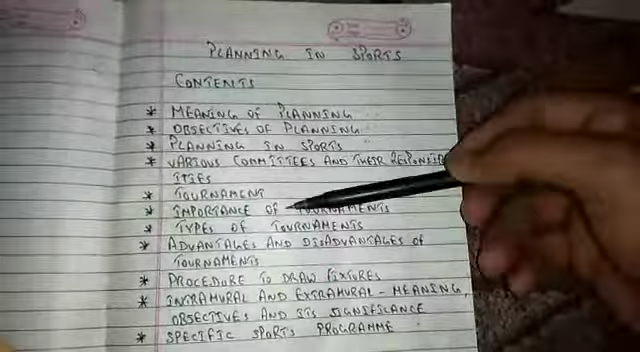 PLANNING IN SPORTS
CONTENTS
* MEANING OF PLANNING
* OBJECTIVES OF PLANNING
* PLANNING IN SPORTS
* VARIOUS COMMITTEES AND THEIR RESPONSIBI
ITIES
* TOURNAMENT
* IMPORTANCE OF TOURNAMENTS
* TYPES OF TOURNAMENTS
* ADVANTAGES AND DISADVANTAGES OF
TOURNAMENTS
* PROCEDURE TO DRAW FIXTURES
* INTRAMURAL AND EXTRAMURAL - MEANING,
OBJECTIVES AND ITS SIGNIFICANCE
* SPECIFIC SPORTS PROGRAMME